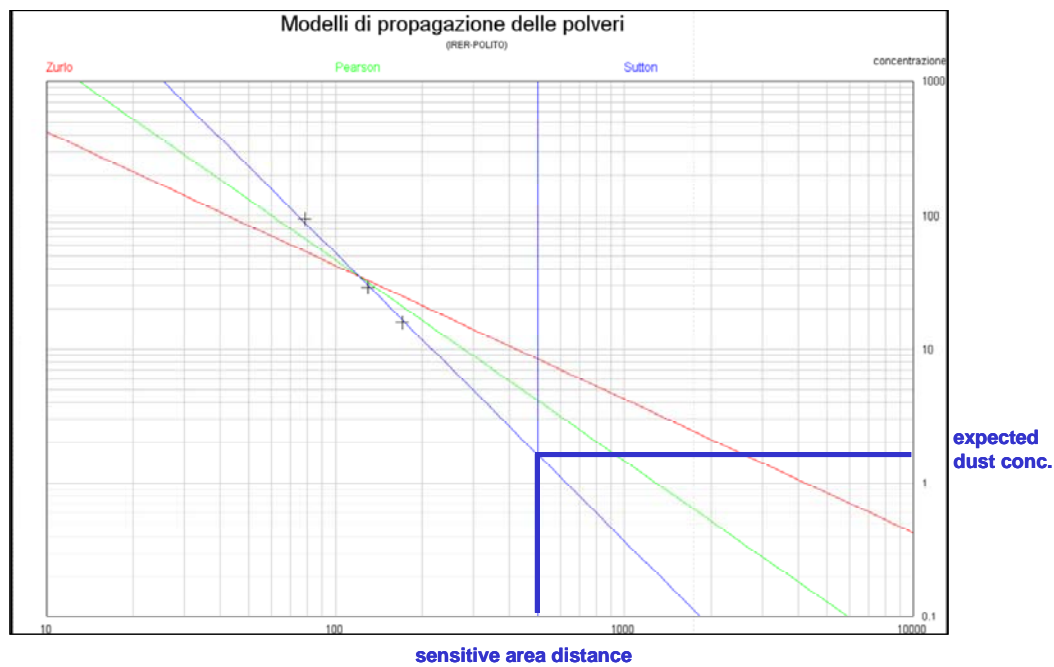 Modelli di propagazione delle polveri
(IRER-POLITO)
Zurlo Pearson Sutton concentrazione
1000
100
10
expected
dust conc.
1
0.1
10 100 1000 10000
sensitive area distance